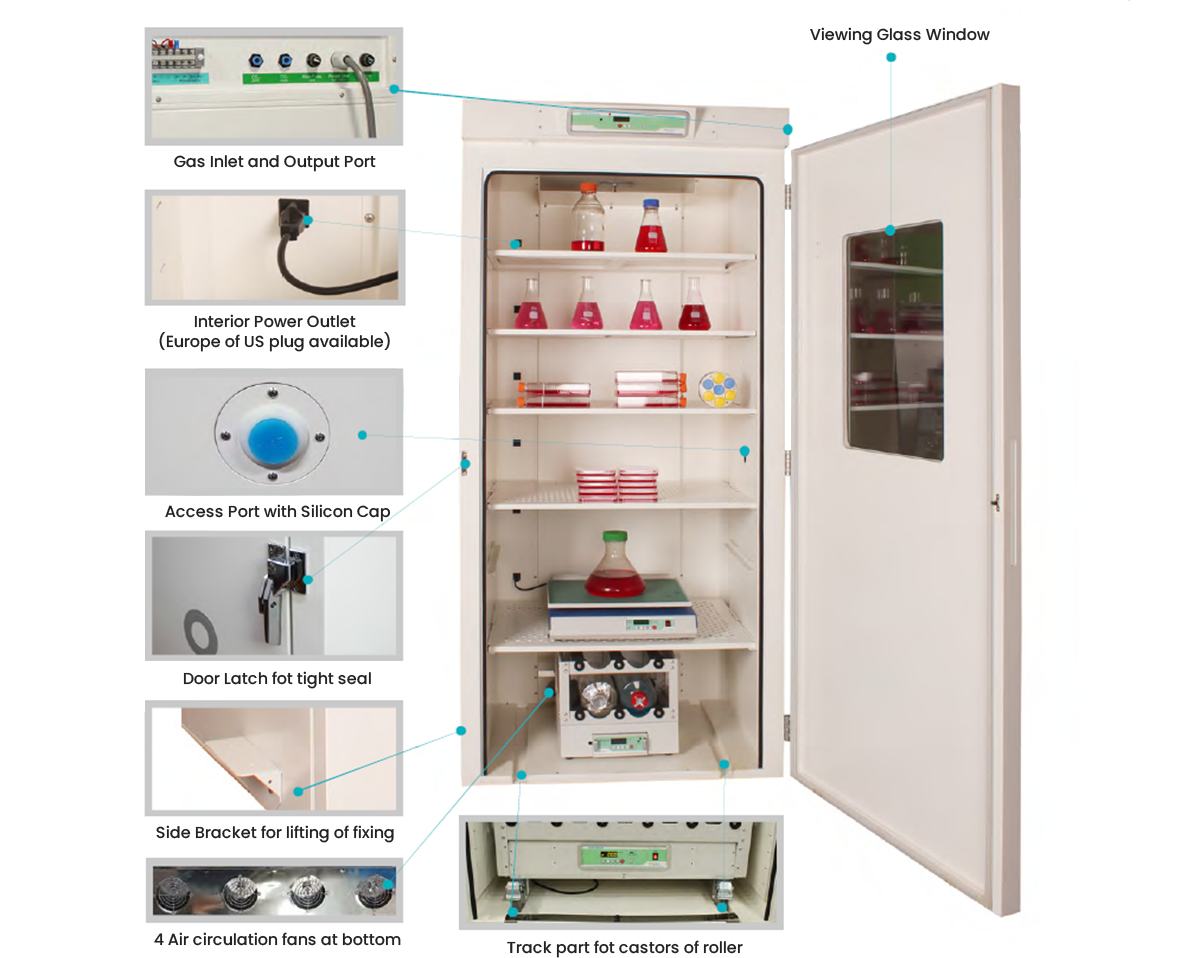 Viewing Glass Window
Gas Inlet and Output Port
Interior Power Outlet
(Europe of US plug available)
Access Port with Silicon Cap
Door Latch fot tight seal
Side Bracket for lifting of fixing
4 Air circulation fans at bottom
Track part fot castors of roller